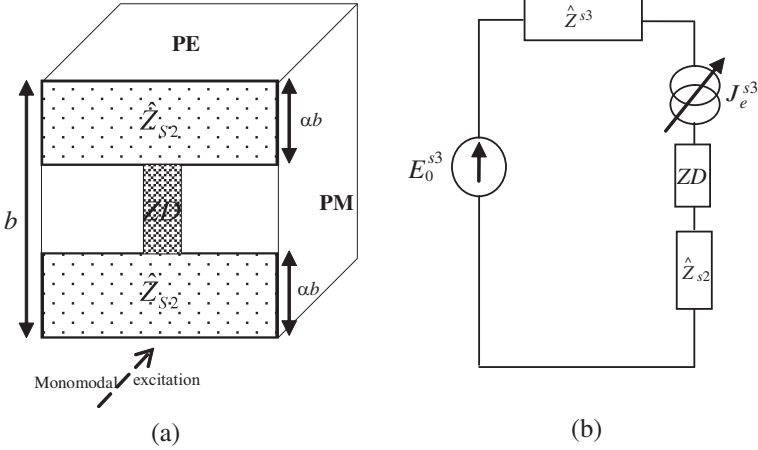 PE
Ẑ_S2
αb
ZD
b
PM
Ẑ_S2
αb
Monomodal excitation
(a)
Ẑ^s3
J_e^s3
E_0^s3
ZD
Ẑ_s2
(b)